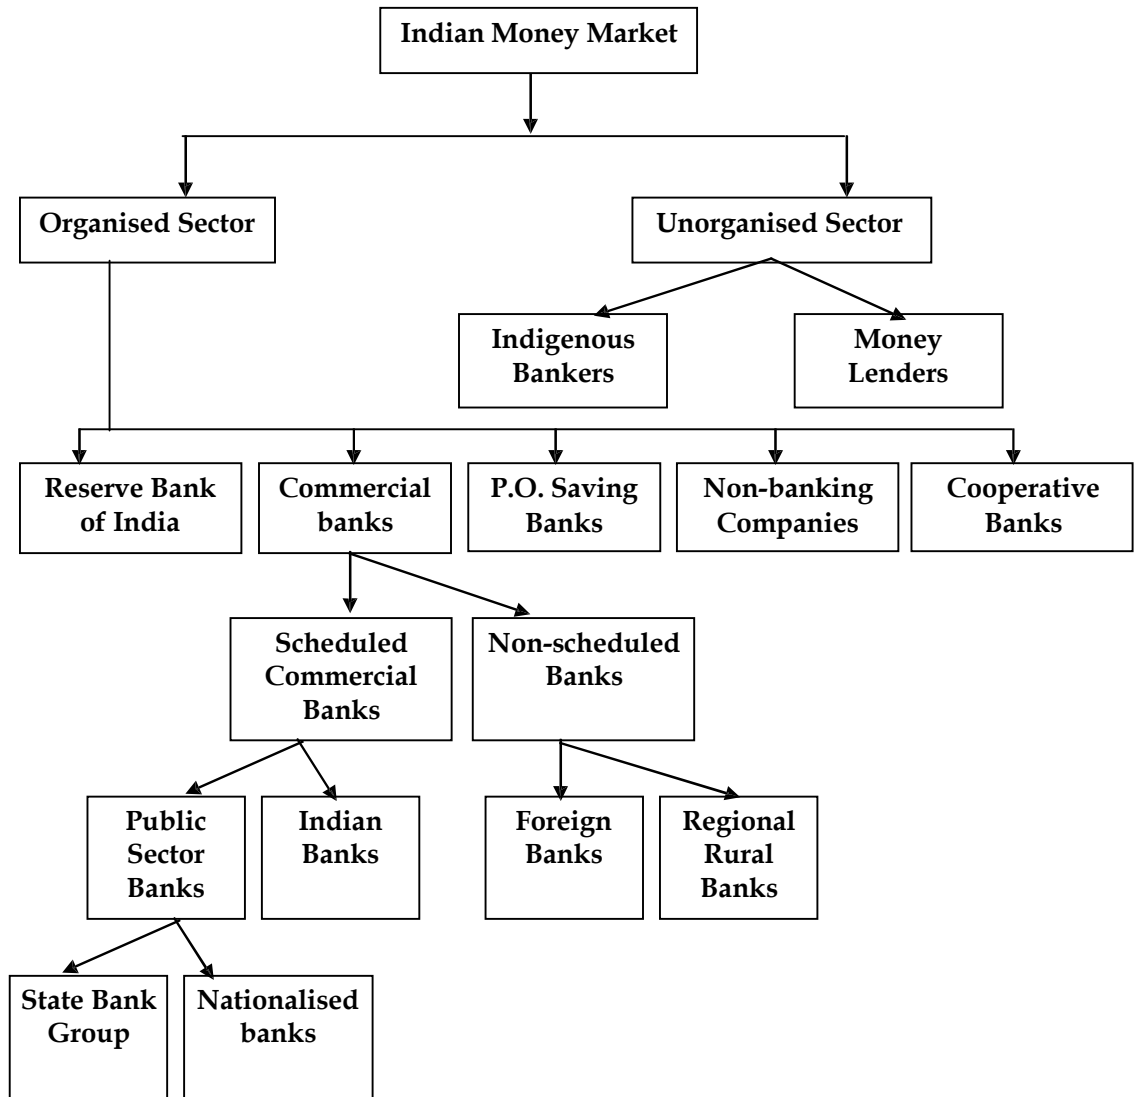 Indian Money Market
Organised Sector
Unorganised Sector
Indigenous
Bankers
Money
Lenders
Reserve Bank
of India
Commercial
banks
P.O. Saving
Banks
Non-banking
Companies
Cooperative
Banks
Scheduled
Commercial
Banks
Non-scheduled
Banks
Public
Sector
Banks
Indian
Banks
Foreign
Banks
Regional
Rural
Banks
State Bank
Group
Nationalised
banks